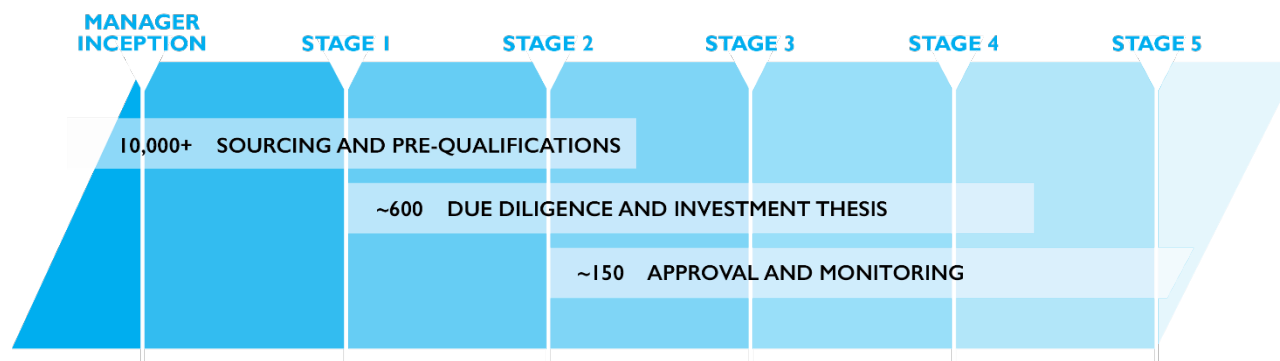 MANAGER
INCEPTION
STAGE 1
STAGE 2
STAGE 3
STAGE 4
STAGE 5
10,000+ SOURCING AND PRE-QUALIFICATIONS
~600 DUE DILIGENCE AND INVESTMENT THESIS
~150 APPROVAL AND MONITORING